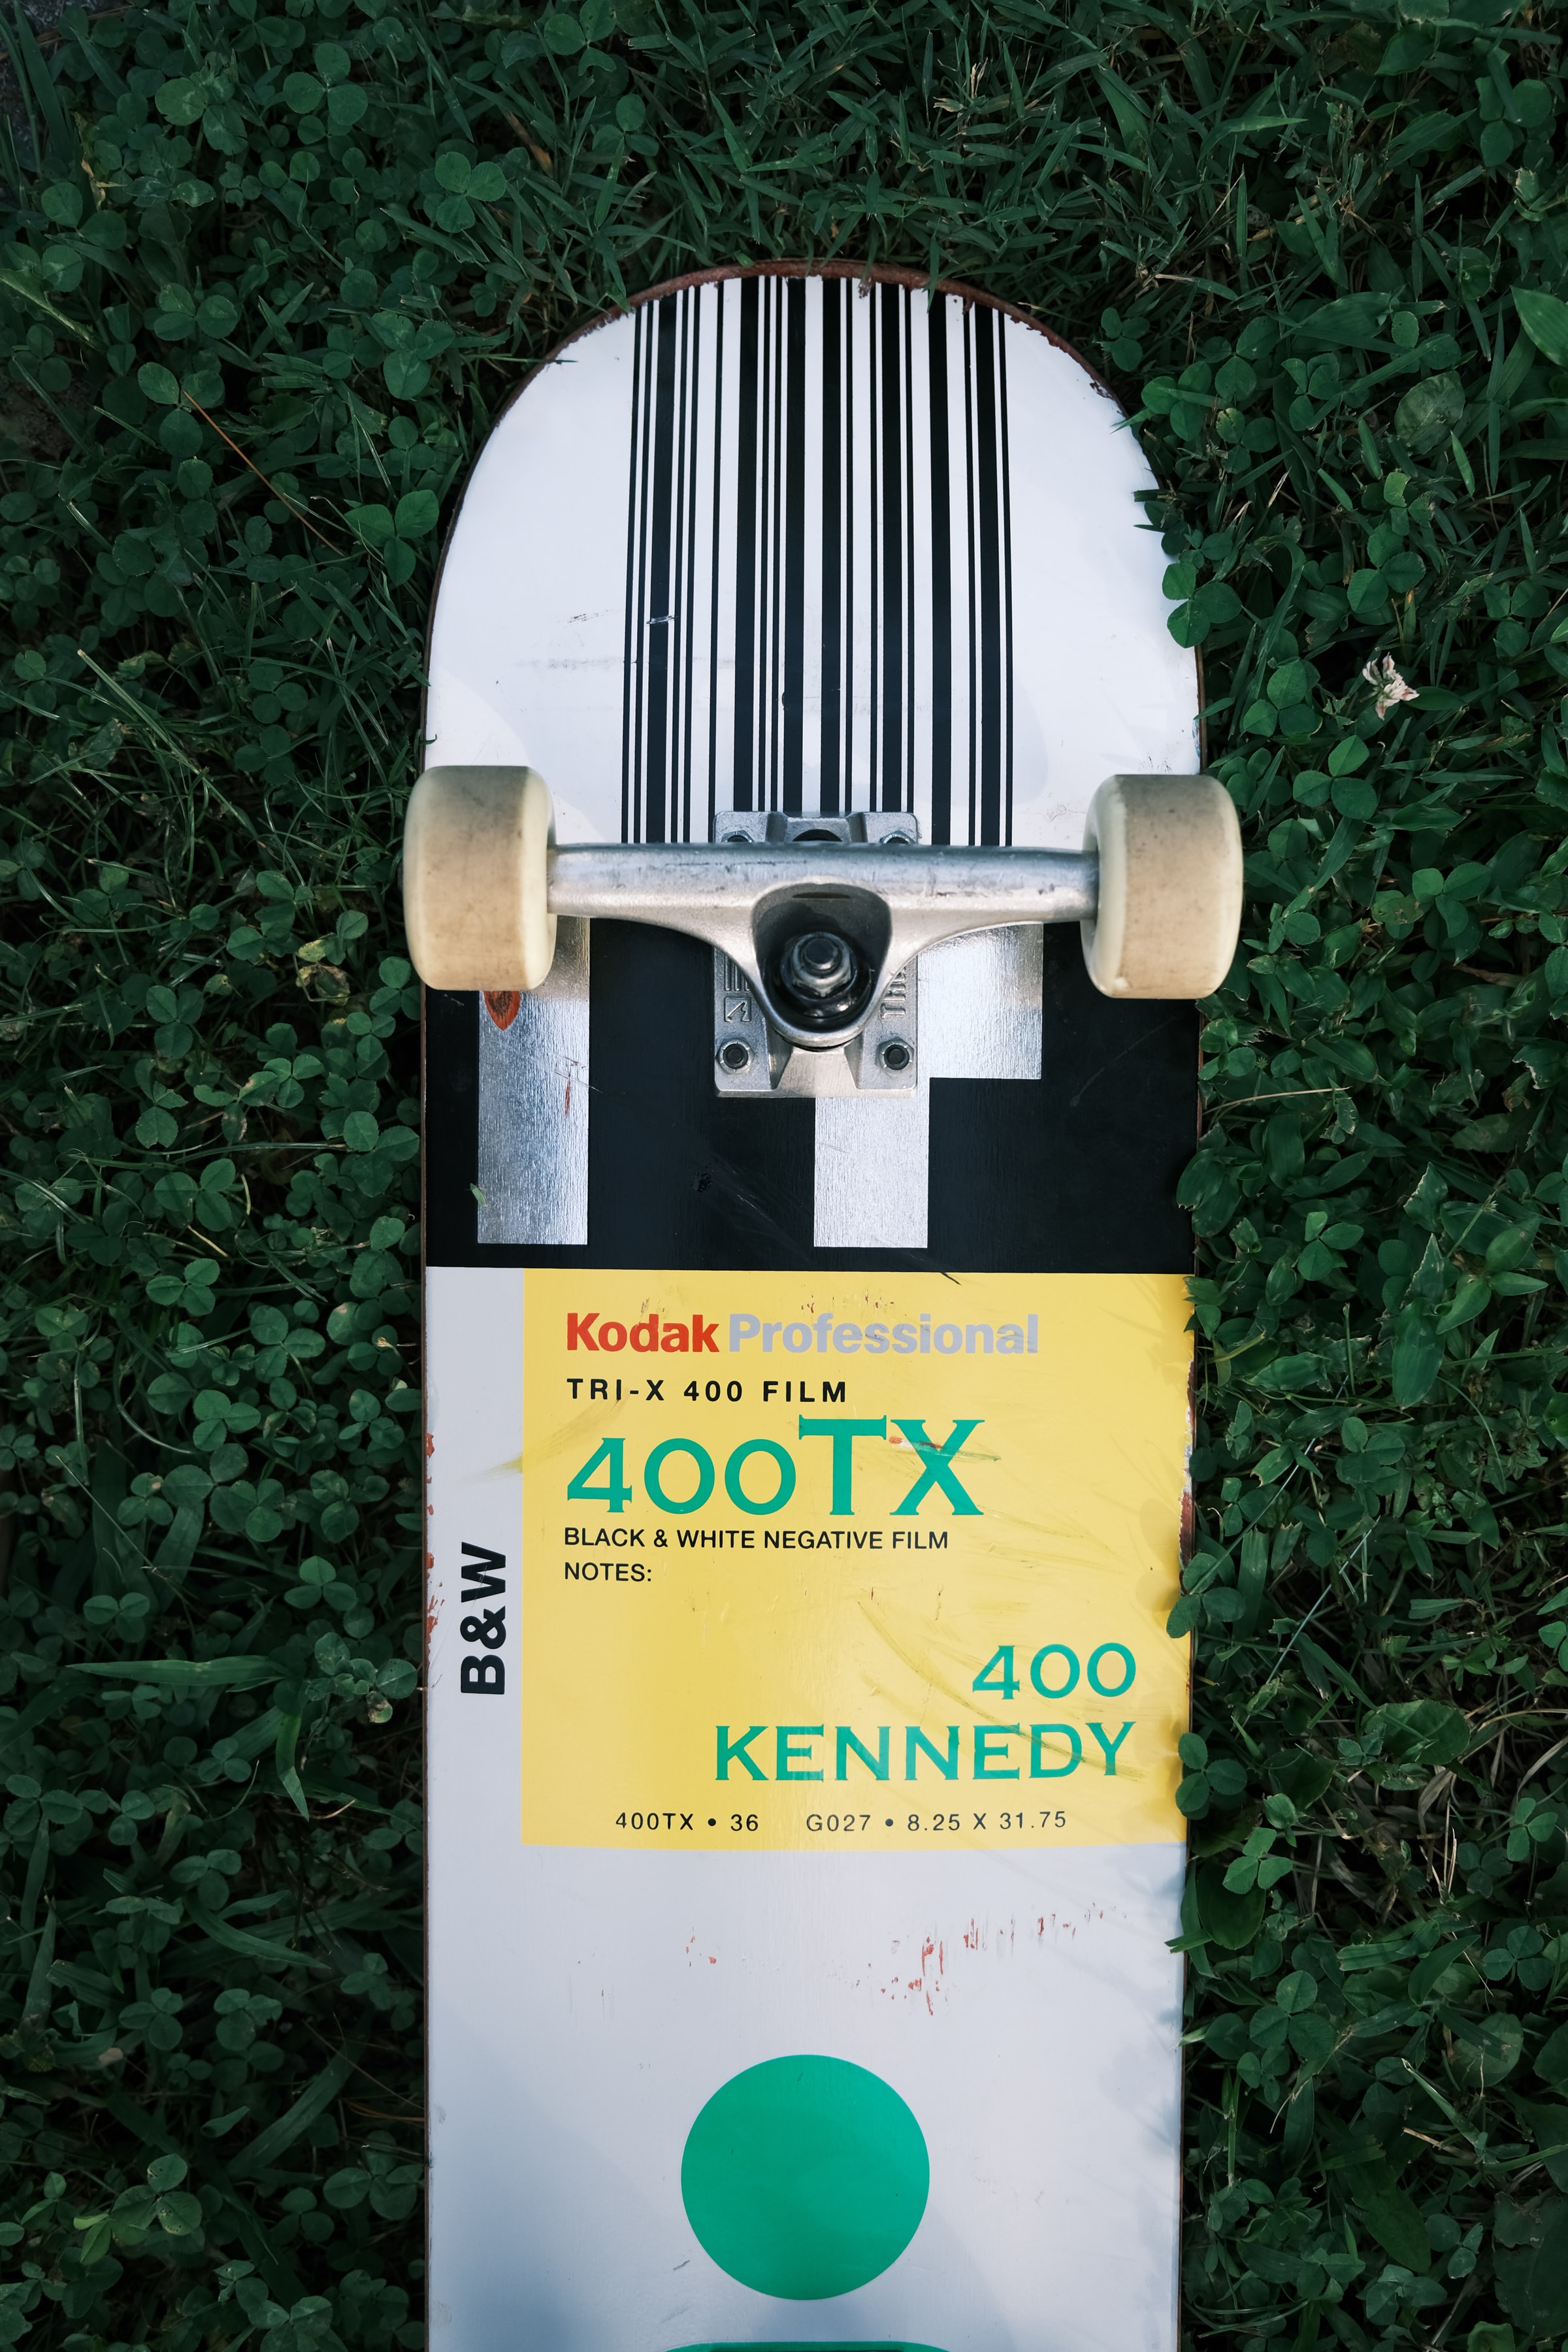 Kodak Professional
TRI-X 400 FILM
400TX
BLACK & WHITE NEGATIVE FILM
NOTES:
B&W
400
KENNEDY
400TX • 36 G027 • 8.25 X 31.75